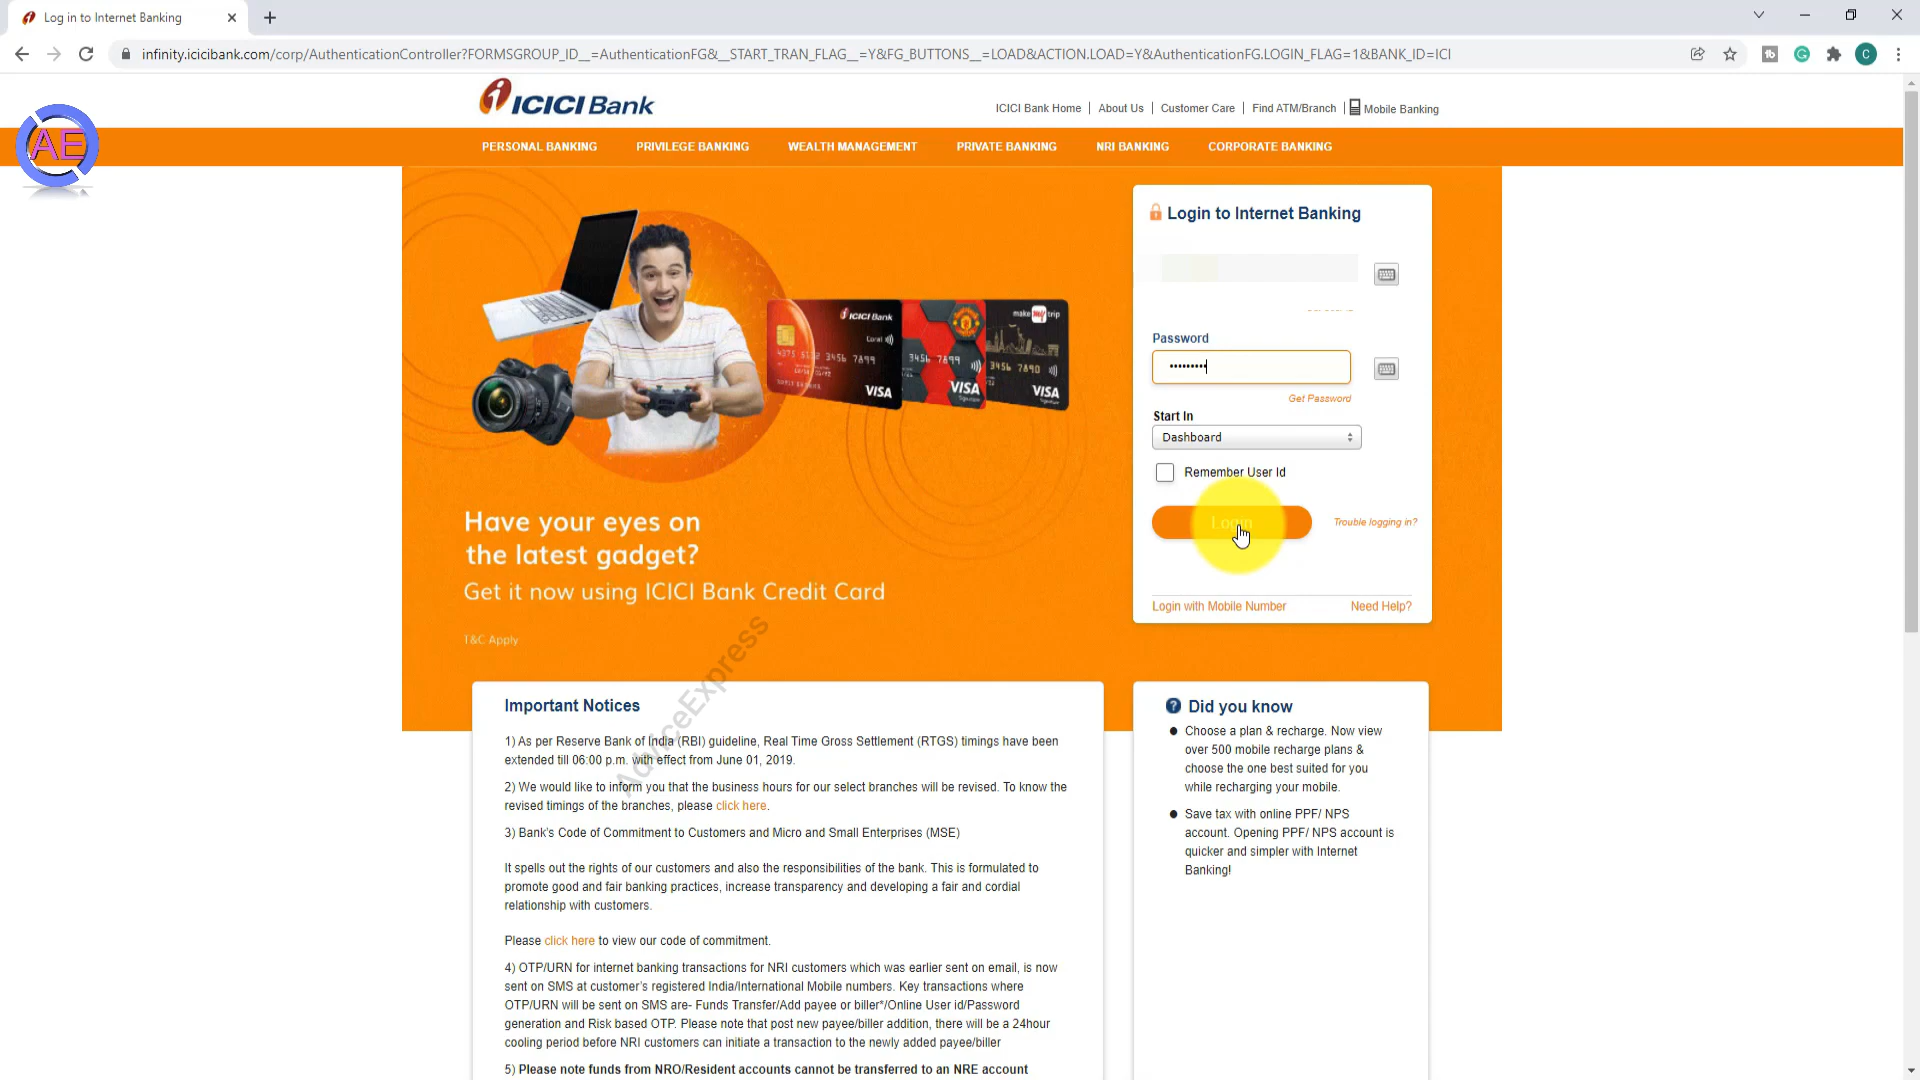 Log in to Internet Banking
infinity.icicibank.com/corp/AuthenticationController?FORMSGROUP_ID__=AuthenticationFG&__START_TRAN_FLAG__=Y&FG_BUTTONS__=LOAD&ACTION.LOAD=Y&AuthenticationFG.LOGIN_FLAG=1&BANK_ID=ICI
C
AE
ICICI Bank
ICICI Bank Home | About Us | Customer Care | Find ATM/Branch | Mobile Banking
PERSONAL BANKING PRIVILEGE BANKING WEALTH MANAGEMENT PRIVATE BANKING NRI BANKING CORPORATE BANKING
Login to Internet Banking
Password
•••••••••
Get Password
Start In
Dashboard
Remember User Id
Login
Trouble logging in?
Login with Mobile Number
Need Help?
ICICI Bank
Coral
3456 7899
VISA
3456 7899
VISA
make my trip
3456 7890
VISA
Have your eyes on
the latest gadget?
Get it now using ICICI Bank Credit Card
T&C Apply
AdviceExpress
Important Notices
1) As per Reserve Bank of India (RBI) guideline, Real Time Gross Settlement (RTGS) timings have been
extended till 06:00 p.m. with effect from June 01, 2019.
2) We would like to inform you that the business hours for our select branches will be revised. To know the
revised timings of the branches, please click here.
3) Bank's Code of Commitment to Customers and Micro and Small Enterprises (MSE)
It spells out the rights of our customers and also the responsibilities of the bank. This is formulated to
promote good and fair banking practices, increase transparency and developing a fair and cordial
relationship with customers.
Please click here to view our code of commitment.
4) OTP/URN for internet banking transactions for NRI customers which was earlier sent on email, is now
sent on SMS at customer's registered India/International Mobile numbers. Key transactions where
OTP/URN will be sent on SMS are- Funds Transfer/Add payee or biller*/Online User id/Password
generation and Risk based OTP. Please note that post new payee/biller addition, there will be a 24hour
cooling period before NRI customers can initiate a transaction to the newly added payee/biller
5) Please note funds from NRO/Resident accounts cannot be transferred to an NRE account
Did you know
Choose a plan & recharge. Now view
over 500 mobile recharge plans &
choose the one best suited for you
while recharging your mobile.
Save tax with online PPF/ NPS
account. Opening PPF/ NPS account is
quicker and simpler with Internet
Banking!